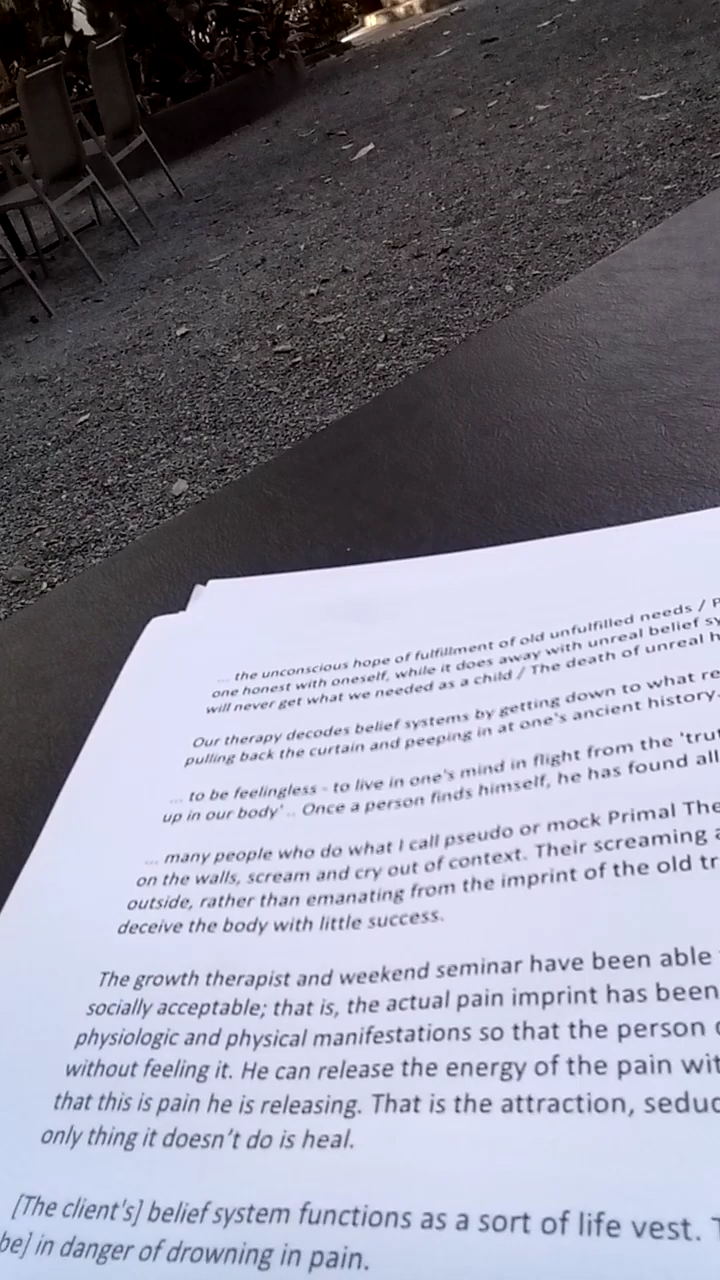 ... the unconscious hope of fulfillment of old unfulfilled needs / P
one honest with oneself, while it does away with unreal belief sy
will never get what we needed as a child / The death of unreal h
Our therapy decodes belief systems by getting down to what re
pulling back the curtain and peeping in at one's ancient history.
... to be feelingless - to live in one's mind in flight from the 'trut
up in our body' .. Once a person finds himself, he has found all
... many people who do what I call pseudo or mock Primal The
on the walls, scream and cry out of context. Their screaming a
outside, rather than emanating from the imprint of the old tr
deceive the body with little success.
The growth therapist and weekend seminar have been able
socially acceptable; that is, the actual pain imprint has been
physiologic and physical manifestations so that the person
without feeling it. He can release the energy of the pain wit
that this is pain he is releasing. That is the attraction, seduc
only thing it doesn't do is heal.
[The client's] belief system functions as a sort of life vest. T
be] in danger of drowning in pain.